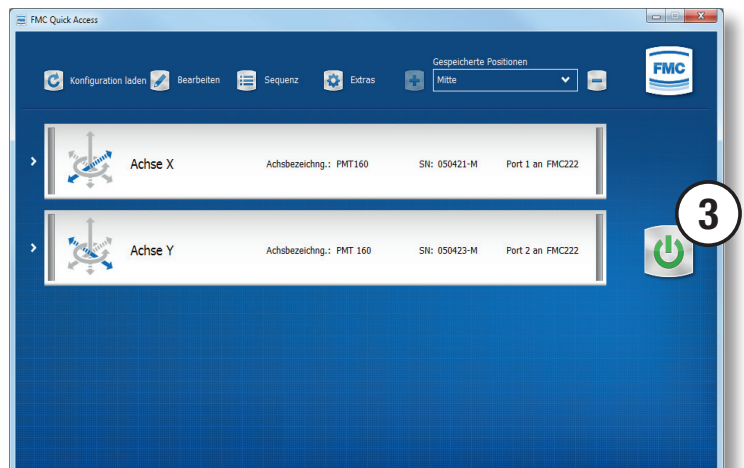 FMC Quick Access
Gespeicherte Positionen
Konfiguration laden Bearbeiten Sequenz Extras Mitte
FMC
Achse X Achsbezeichng.: PMT160 SN: 050421-M Port 1 an FMC222
3
Achse Y Achsbezeichng.: PMT 160 SN: 050423-M Port 2 an FMC222